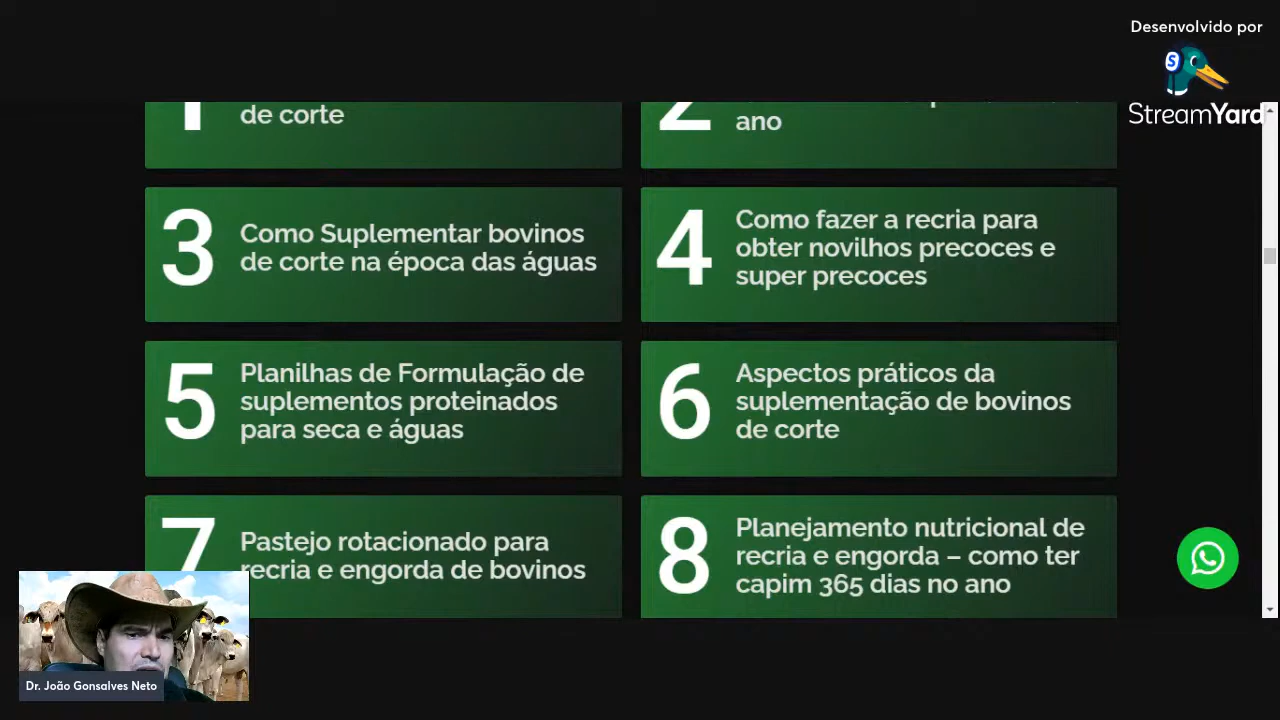 Desenvolvido por
StreamYard
1
de corte
2
ano
3
Como Suplementar bovinos
de corte na época das águas
4
Como fazer a recria para
obter novilhos precoces e
super precoces
5
Planilhas de Formulação de
suplementos proteinados
para seca e águas
6
Aspectos práticos da
suplementação de bovinos
de corte
7
Pastejo rotacionado para
recria e engorda de bovinos
8
Planejamento nutricional de
recria e engorda – como ter
capim 365 dias no ano
Dr. João Gonsalves Neto